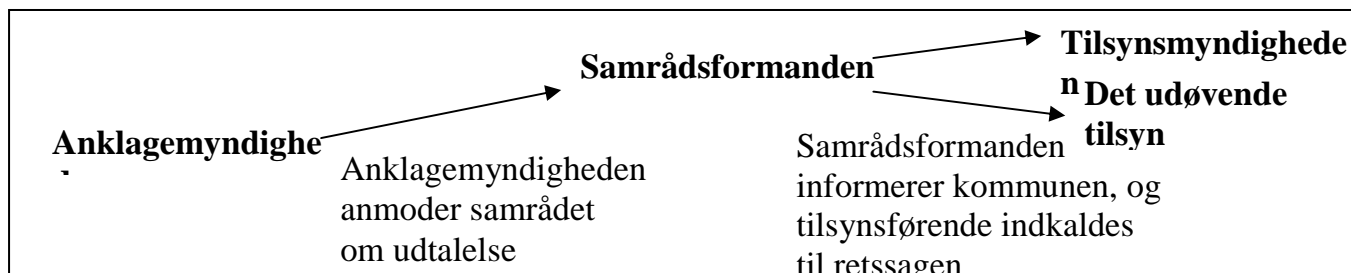 Tilsynsmyndighede
n
Samrådsformanden
Det udøvende
tilsyn
Anklagemyndighe
Anklagemyndigheden
anmoder samrådet
om udtalelse
Samrådsformanden
informerer kommunen, og
tilsynsførende indkaldes
til retssagen